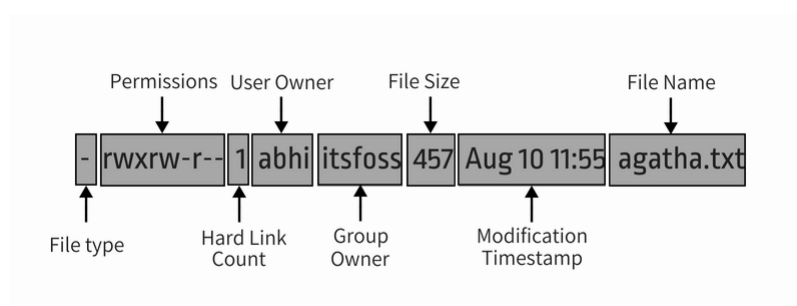 Permissions User Owner File Size File Name
- rwxrw-r-- 1 abhi itsfoss 457 Aug 10 11:55 agatha.txt
File type Hard Link Count Group Owner Modification Timestamp